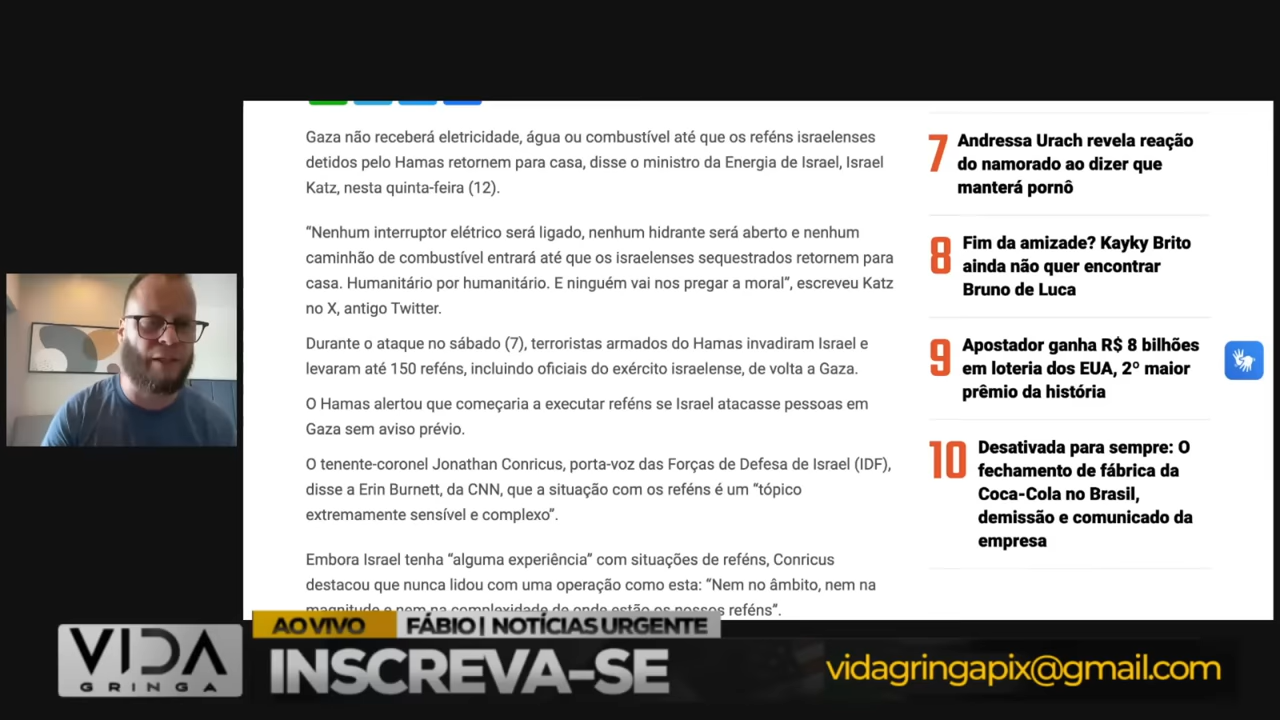 Gaza não receberá eletricidade, água ou combustível até que os reféns israelenses
detidos pelo Hamas retornem para casa, disse o ministro da Energia de Israel, Israel
Katz, nesta quinta-feira (12).
“Nenhum interruptor elétrico será ligado, nenhum hidrante será aberto e nenhum
caminhão de combustível entrará até que os israelenses sequestrados retornem para
casa. Humanitário por humanitário. E ninguém vai nos pregar a moral”, escreveu Katz
no X, antigo Twitter.
Durante o ataque no sábado (7), terroristas armados do Hamas invadiram Israel e
levaram até 150 reféns, incluindo oficiais do exército israelense, de volta a Gaza.
O Hamas alertou que começaria a executar reféns se Israel atacasse pessoas em
Gaza sem aviso prévio.
O tenente-coronel Jonathan Conricus, porta-voz das Forças de Defesa de Israel (IDF),
disse a Erin Burnett, da CNN, que a situação com os reféns é um “tópico
extremamente sensível e complexo”.
Embora Israel tenha “alguma experiência” com situações de reféns, Conricus
destacou que nunca lidou com uma operação como esta: “Nem no âmbito, nem na
magnitude e nem na complexidade de onde estão os nossos reféns”.
7
Andressa Urach revela reação
do namorado ao dizer que
manterá pornô
8
Fim da amizade? Kayky Brito
ainda não quer encontrar
Bruno de Luca
9
Apostador ganha R$ 8 bilhões
em loteria dos EUA, 2º maior
prêmio da história
10
Desativada para sempre: O
fechamento de fábrica da
Coca-Cola no Brasil,
demissão e comunicado da
empresa
AO VIVO
FÁBIO | NOTÍCIAS URGENTE
VIDA
GRINGA
INSCREVA-SE
vidagringapix@gmail.com